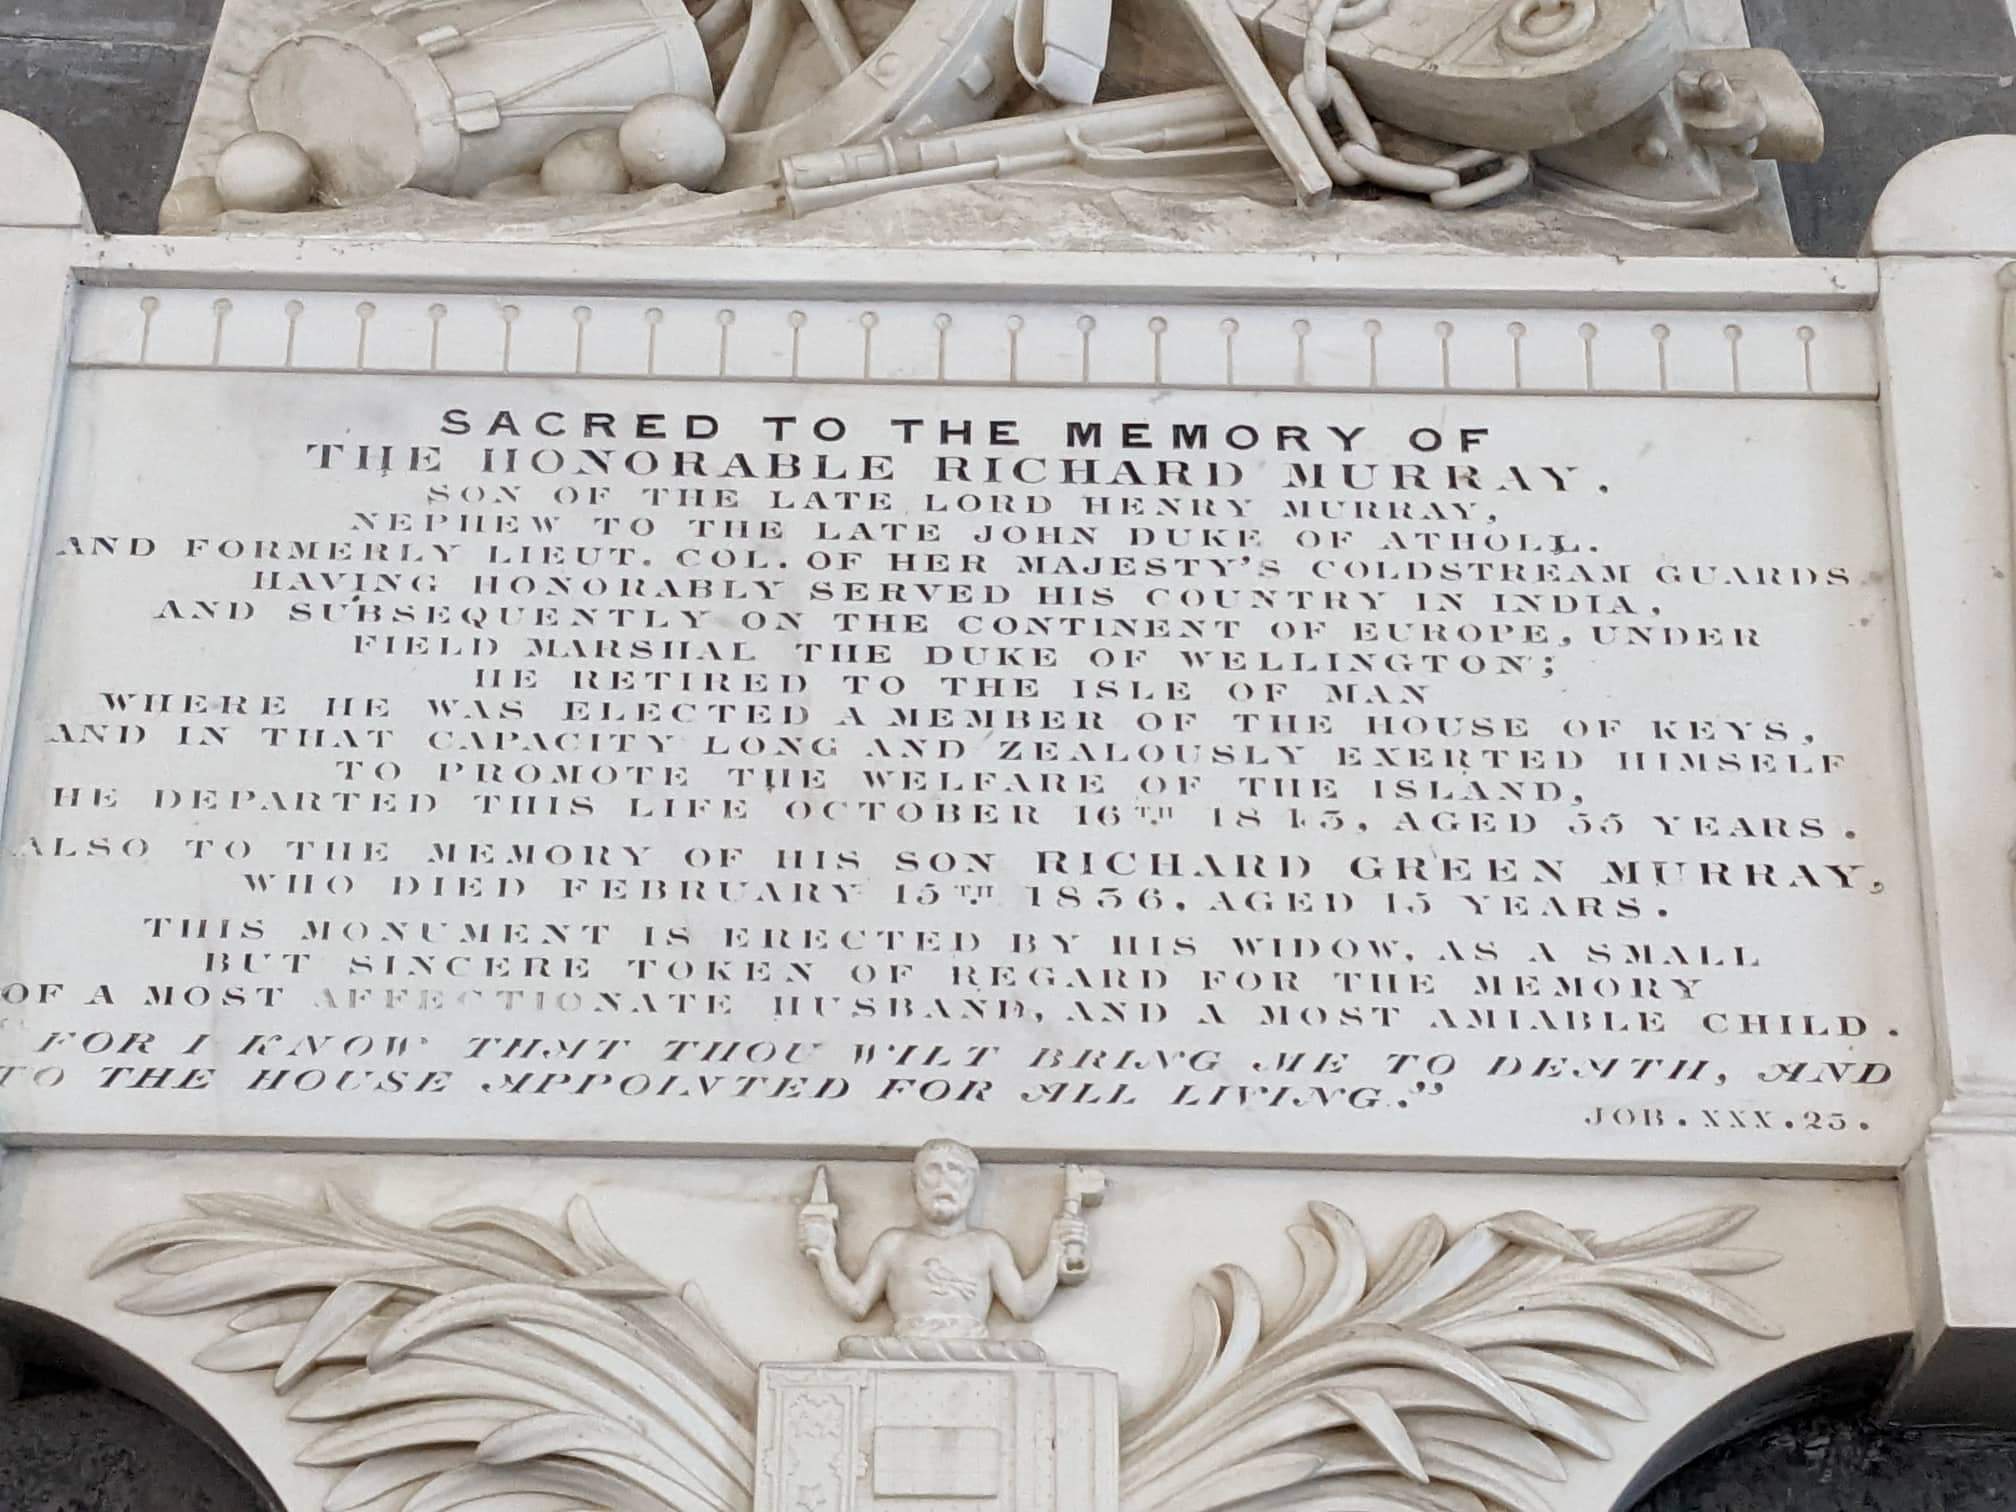 SACRED TO THE MEMORY OF
THE HONORABLE RICHARD MURRAY.
SON OF THE LATE LORD HENRY MURRAY,
NEPHEW TO THE LATE JOHN DUKE OF ATHOLL.
AND FORMERLY LIEUT. COL. OF HER MAJESTY'S COLDSTREAM GUARDS
HAVING HONORABLY SERVED HIS COUNTRY IN INDIA,
AND SUBSEQUENTLY ON THE CONTINENT OF EUROPE, UNDER
FIELD MARSHAL THE DUKE OF WELLINGTON;
HE RETIRED TO THE ISLE OF MAN
WHERE HE WAS ELECTED A MEMBER OF THE HOUSE OF KEYS,
AND IN THAT CAPACITY LONG AND ZEALOUSLY EXERTED HIMSELF
TO PROMOTE THE WELFARE OF THE ISLAND,
HE DEPARTED THIS LIFE OCTOBER 16TH 1843, AGED 55 YEARS.
ALSO TO THE MEMORY OF HIS SON RICHARD GREEN MURRAY,
WHO DIED FEBRUARY 15TH 1836, AGED 15 YEARS.
THIS MONUMENT IS ERECTED BY HIS WIDOW, AS A SMALL
BUT SINCERE TOKEN OF REGARD FOR THE MEMORY
OF A MOST AFFECTIONATE HUSBAND, AND A MOST AMIABLE CHILD.
"FOR I KNOW THAT THOU WILT BRING ME TO DEATH, AND
TO THE HOUSE APPOINTED FOR ALL LIVING."
JOB. XXX. 23.